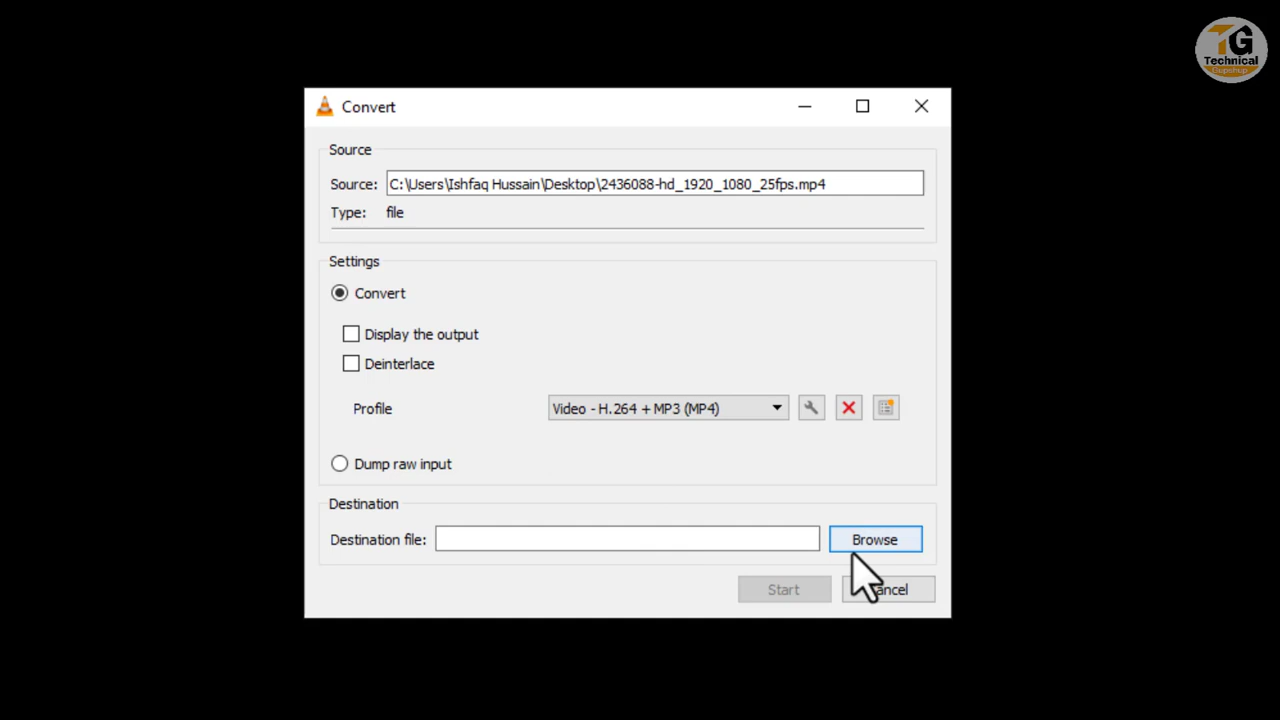 TG
Technical
Gupshup
Convert
Source
Source: C:\Users\Ishfaq Hussain\Desktop\2436088-hd_1920_1080_25fps.mp4
Type: file
Settings
Convert
Display the output
Deinterlace
Profile Video - H.264 + MP3 (MP4)
Dump raw input
Destination
Destination file: Browse
Start ancel